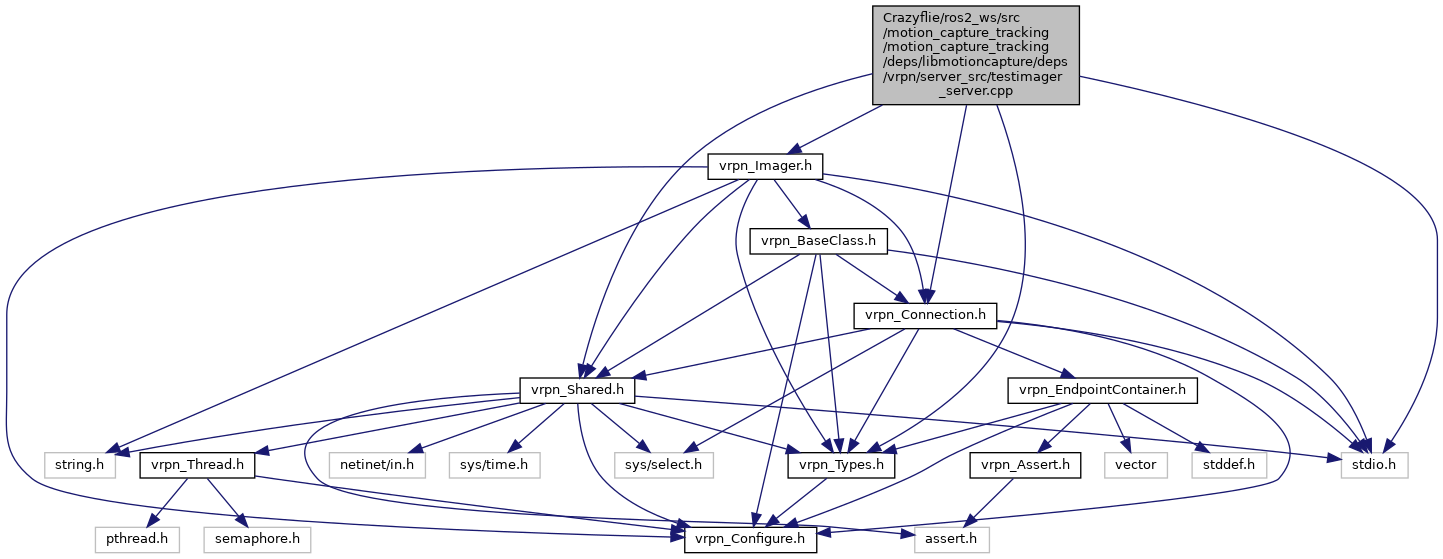 Crazyflie/ros2_ws/src
/motion_capture_tracking
/motion_capture_tracking
/deps/libmotioncapture/deps
/vrpn/server_src/testimager
_server.cpp
vrpn_Imager.h
vrpn_BaseClass.h
vrpn_Connection.h
vrpn_Shared.h
vrpn_EndpointContainer.h
string.h
vrpn_Thread.h
netinet/in.h
sys/time.h
sys/select.h
vrpn_Types.h
vrpn_Assert.h
vector
stddef.h
stdio.h
pthread.h
semaphore.h
vrpn_Configure.h
assert.h